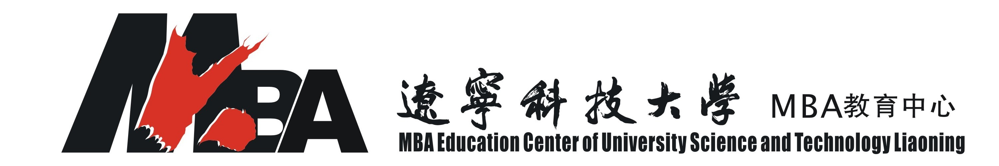 MBA
遼寧科技大学 MBA教育中心
MBA Education Center of University Science and Technology Liaoning